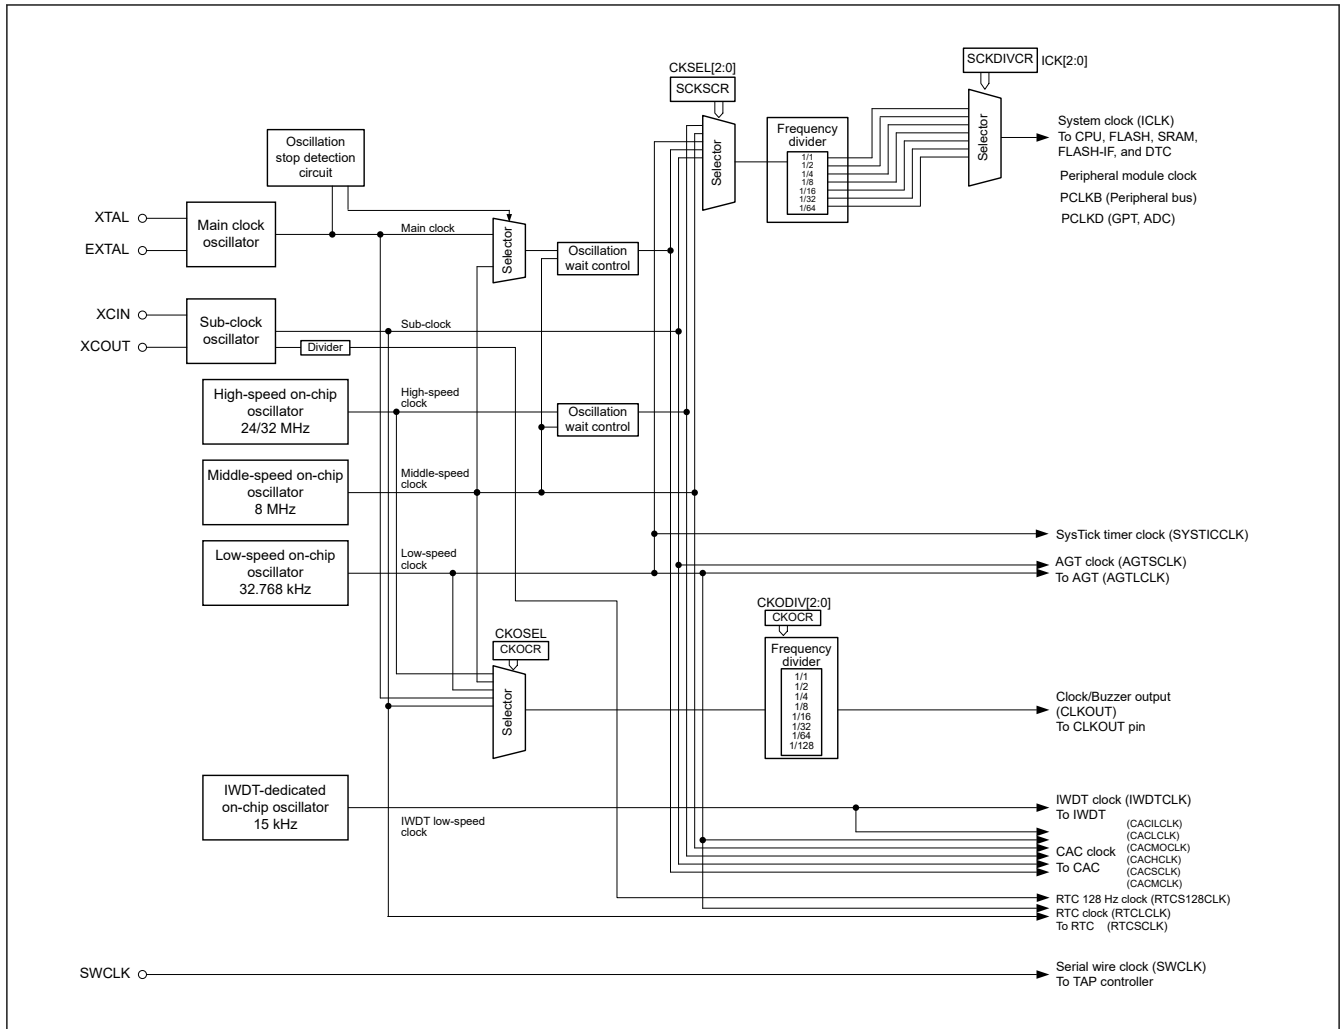 SCKDIVCR
ICK[2:0]
CKSEL[2:0]
SCKSCR
Selector
Frequency
divider
1/1
1/2
1/4
1/8
1/16
1/32
1/64
Selector
System clock (ICLK)
To CPU, FLASH, SRAM,
FLASH-IF, and DTC
Peripheral module clock
PCLKB (Peripheral bus)
PCLKD (GPT, ADC)
Oscillation
stop detection
circuit
XTAL
EXTAL
Main clock
oscillator
Main clock
Selector
Oscillation
wait control
XCIN
XCOUT
Sub-clock
oscillator
Sub-clock
Divider
High-speed on-chip
oscillator
24/32 MHz
High-speed
clock
Oscillation
wait control
Middle-speed on-chip
oscillator
8 MHz
Middle-speed
clock
Low-speed on-chip
oscillator
32.768 kHz
Low-speed
clock
SysTick timer clock (SYSTICCLK)
AGT clock (AGTSCLK)
To AGT (AGTLCLK)
CKOSEL
CKOCR
Selector
CKODIV[2:0]
CKOCR
Frequency
divider
1/1
1/2
1/4
1/8
1/16
1/32
1/64
1/128
Clock/Buzzer output
(CLKOUT)
To CLKOUT pin
IWDT-dedicated
on-chip oscillator
15 kHz
IWDT low-speed
clock
IWDT clock (IWDTCLK)
To IWDT
CAC clock
To CAC
(CACILCLK)
(CACLCLK)
(CACMOCLK)
(CACHCLK)
(CACSCLK)
(CACMCLK)
RTC 128 Hz clock (RTCS128CLK)
RTC clock (RTCLCLK)
To RTC (RTCSCLK)
SWCLK
Serial wire clock (SWCLK)
To TAP controller